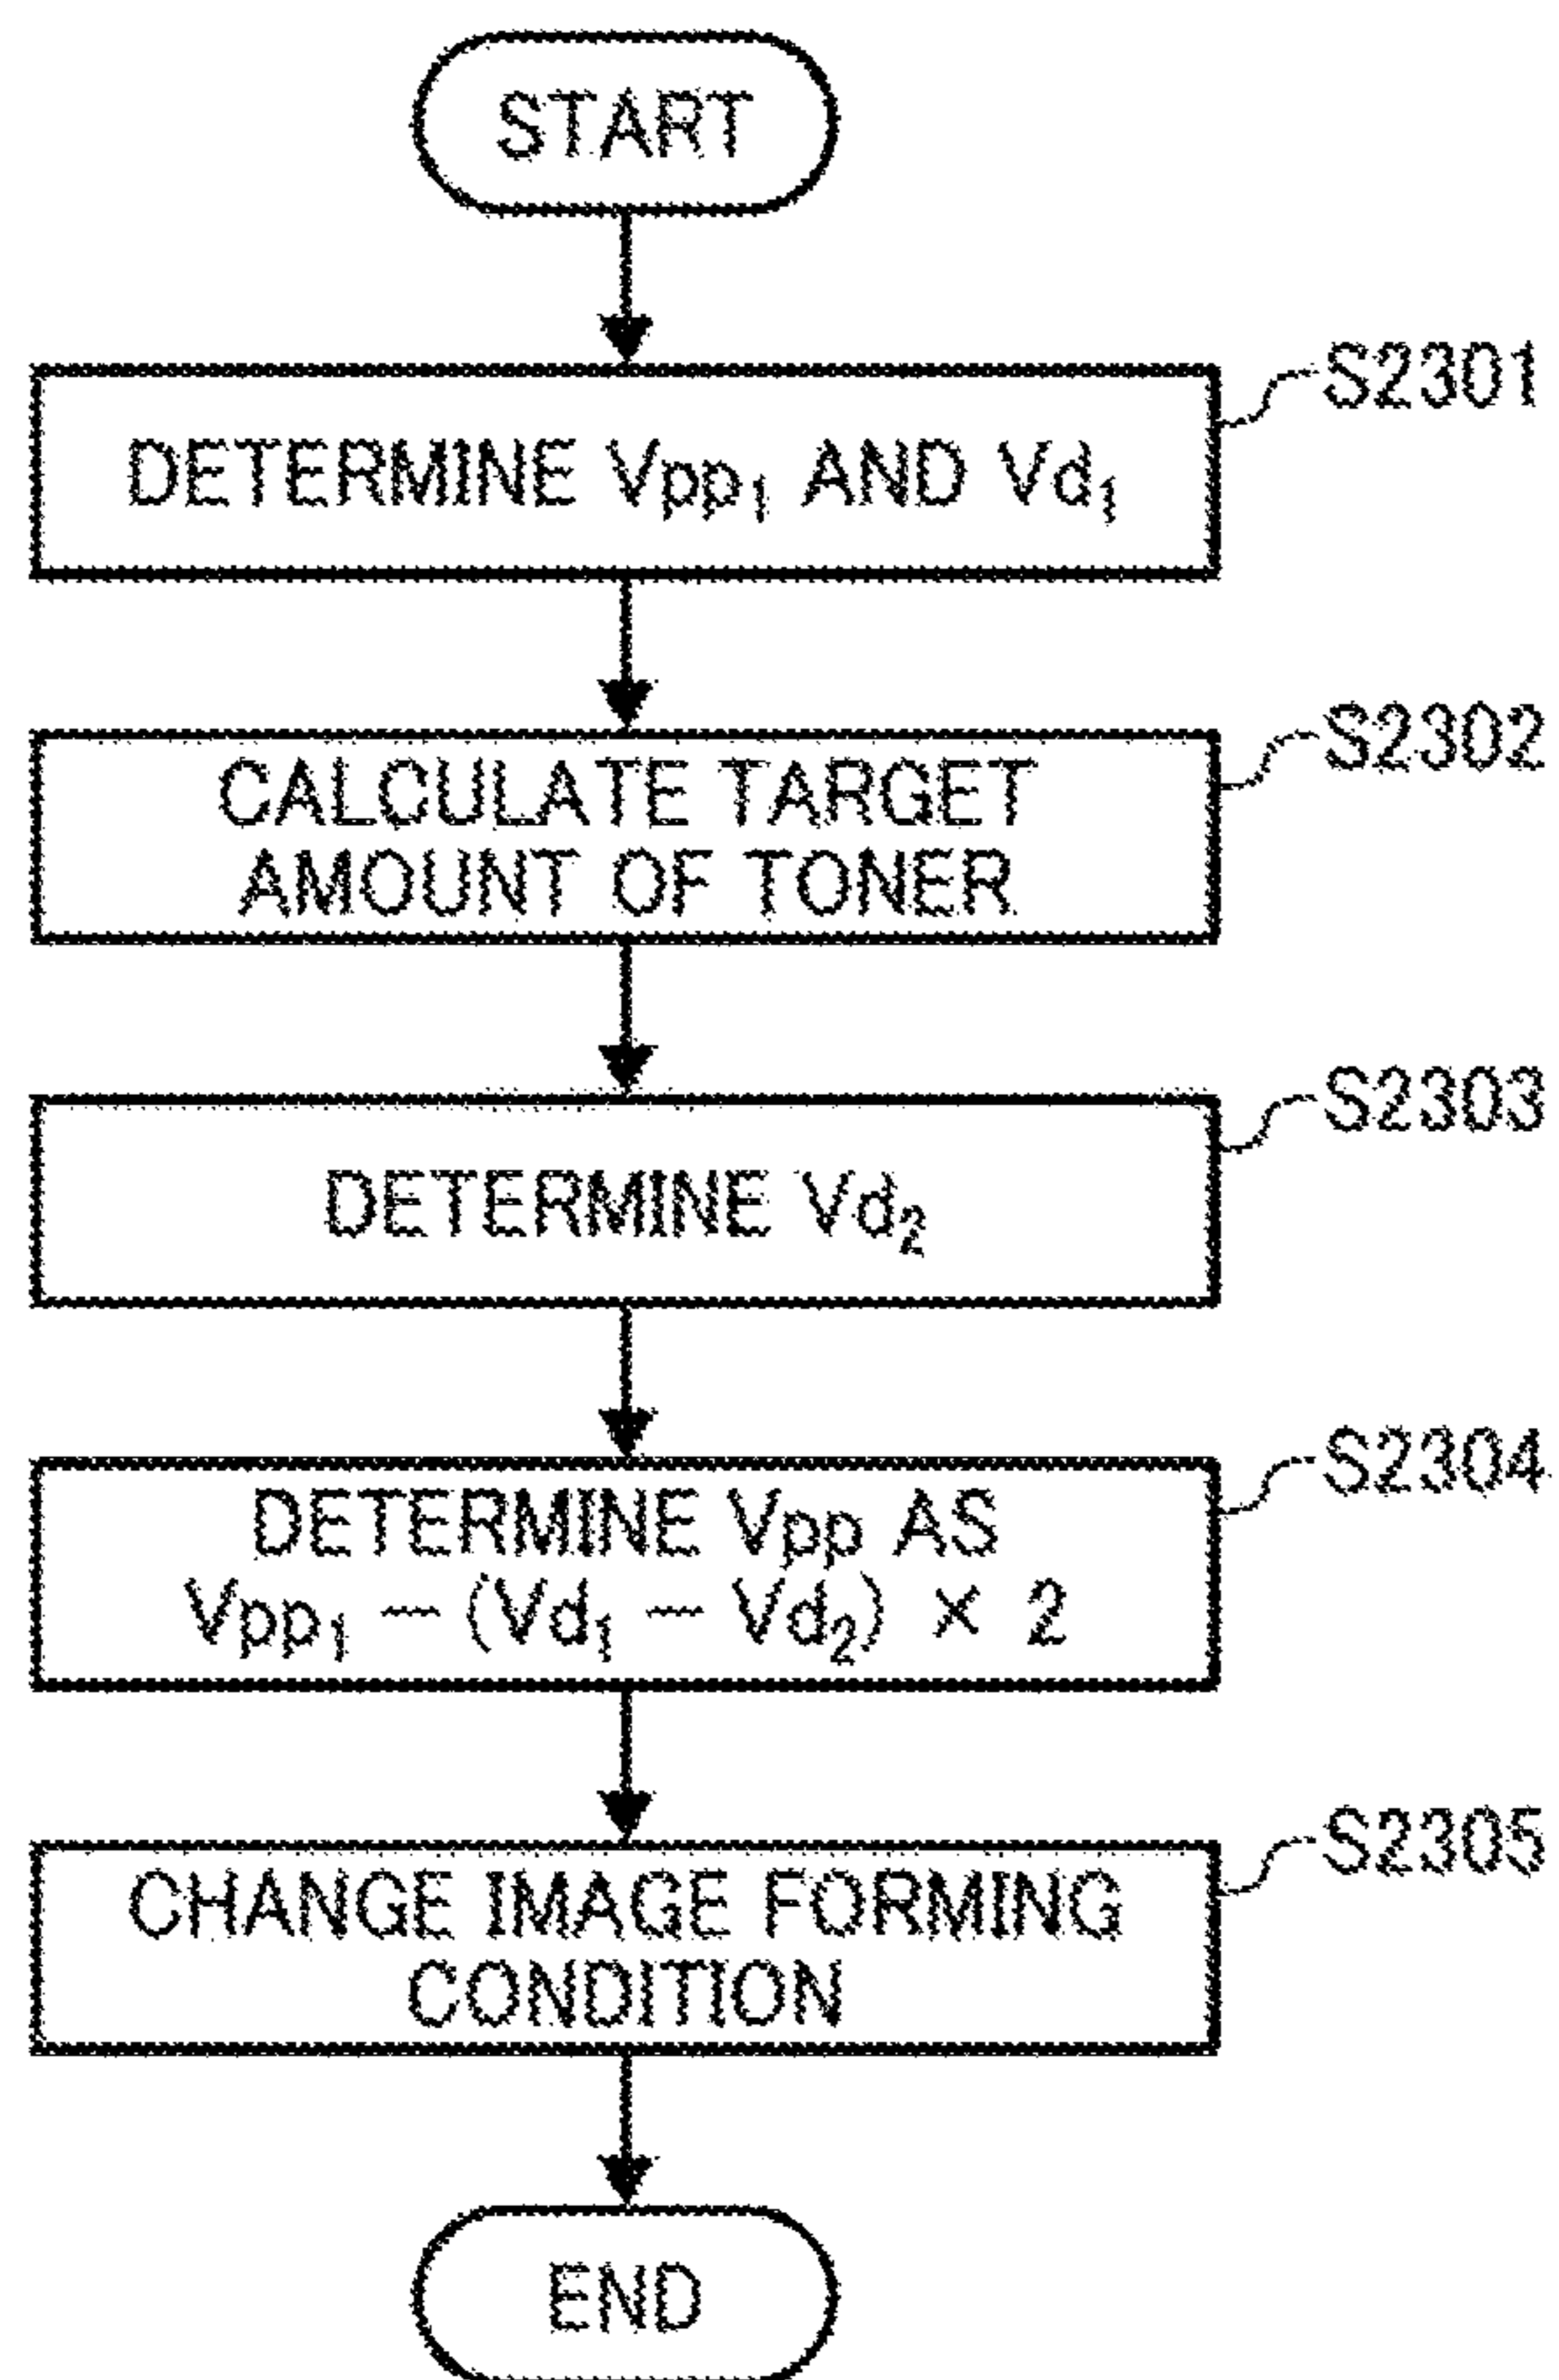 START
S2301
DETERMINE Vpp₁ AND Vd₁
S2302
CALCULATE TARGET
AMOUNT OF TONER
S2303
DETERMINE Vd₂
S2304
DETERMINE Vpp AS
Vpp₁ − (Vd₁ − Vd₂) × 2
S2305
CHANGE IMAGE FORMING
CONDITION
END